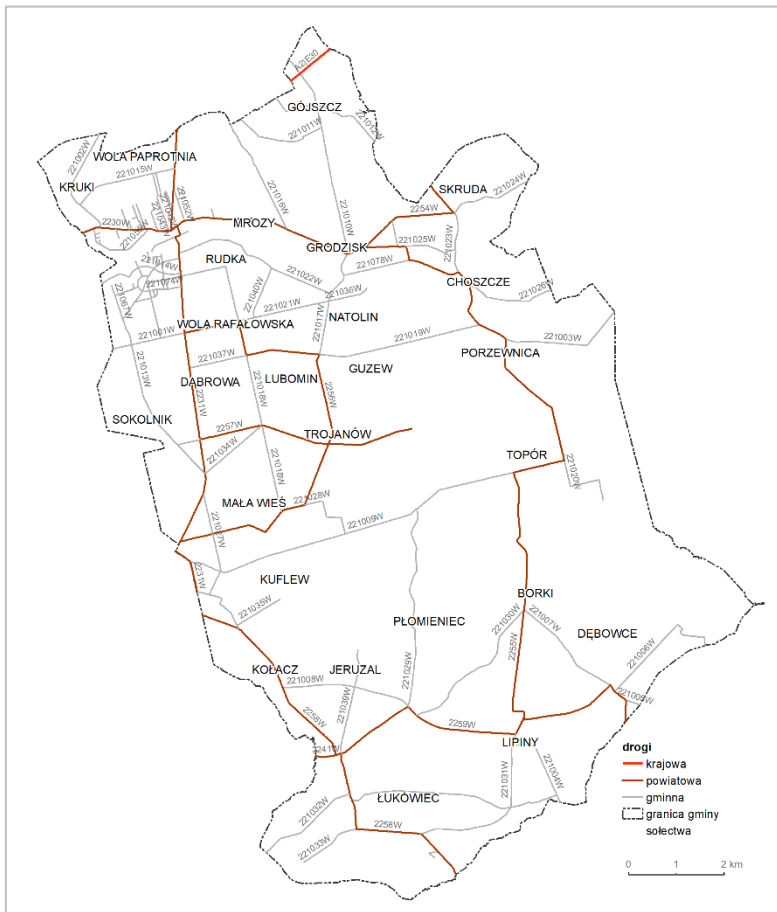 A2|E30
GÓJSZCZ
221011W
221012W
221002W
WOLA PAPROTNIA
221015W
KRUKI
221052W
221016W
SKRUDA
221024W
2254W
2230W
MROZY
221010W
221023W
GRODZISK
221025W
RUDKA
221014W
221078W
221022W
CHOSZCZE
221026W
221067W
221040W
221036W
221021W
NATOLIN
WOLA RAFAŁOWSKA
221017W
221001W
221019W
221003W
PORZEWNICA
221037W
GUZEW
221013W
DĄBROWA
LUBOMIN
221018W
2256W
2231W
SOKOLNIK
2257W
TROJANÓW
221034W
TOPÓR
221018W
221020W
MAŁA WIEŚ
221028W
221009W
2231W
KUFLEW
BORKI
221035W
PŁOMIENIEC
221030W
221007W
DĘBOWCE
2255W
221006W
KOŁACZ
JERUZAL
221008W
221029W
221039W
2258W
2259W
LIPINY
2241W
221031W
221004W
ŁUKÓWIEC
221032W
2258W
221033W
drogi
krajowa
powiatowa
gminna
granica gminy
sołectwa
0 1 2 km